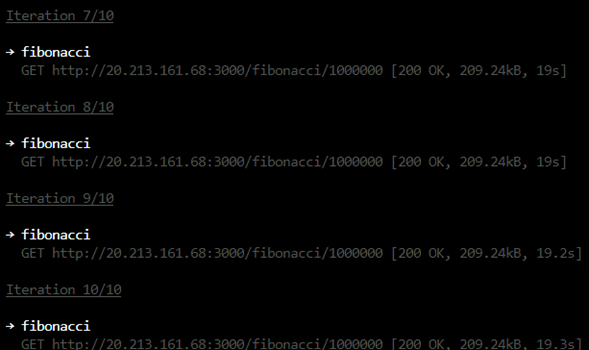 Iteration 7/10
→ fibonacci
GET http://20.213.161.68:3000/fibonacci/1000000 [200 OK, 209.24kB, 19s]
Iteration 8/10
→ fibonacci
GET http://20.213.161.68:3000/fibonacci/1000000 [200 OK, 209.24kB, 19s]
Iteration 9/10
→ fibonacci
GET http://20.213.161.68:3000/fibonacci/1000000 [200 OK, 209.24kB, 19.2s]
Iteration 10/10
→ fibonacci
GET http://20.213.161.68:3000/fibonacci/1000000 [200 OK, 209.24kB, 19.3s]